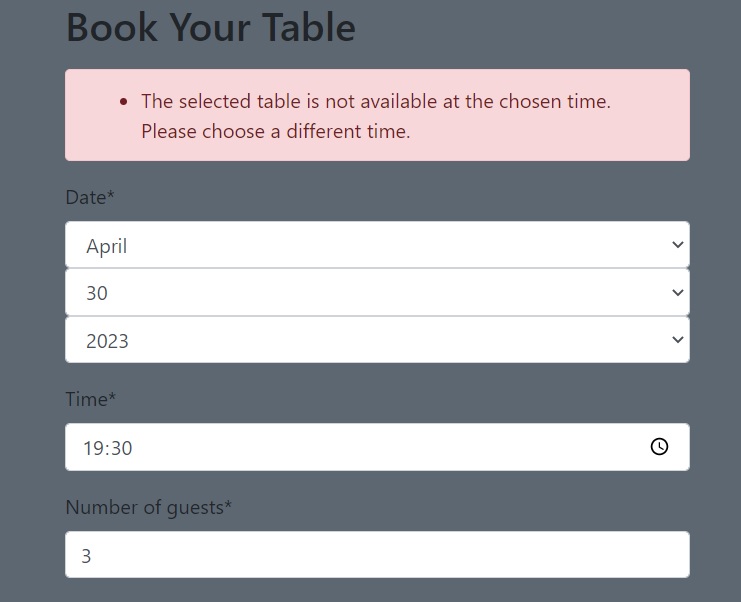 Book Your Table
The selected table is not available at the chosen time.
Please choose a different time.
Date*
April
30
2023
Time*
19:30
Number of guests*
3